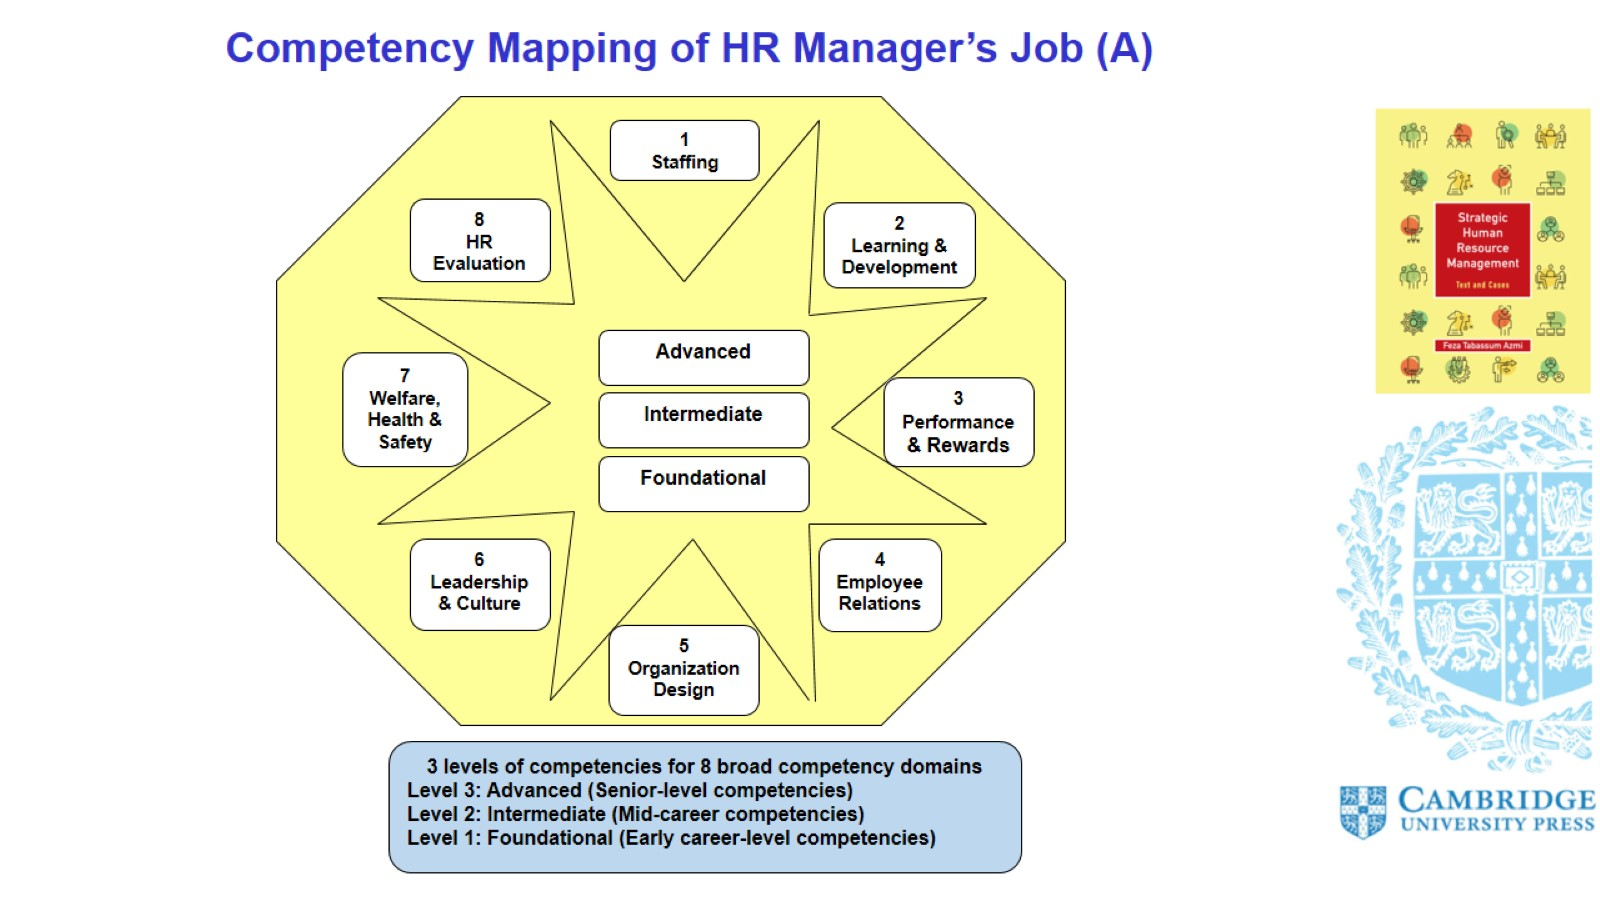 Competency Mapping of HR Manager's Job (A)
1
Staffing
2
Learning &
Development
3
Performance
& Rewards
4
Employee
Relations
5
Organization
Design
6
Leadership
& Culture
7
Welfare,
Health &
Safety
8
HR
Evaluation
Advanced
Intermediate
Foundational
3 levels of competencies for 8 broad competency domains
Level 3: Advanced (Senior-level competencies)
Level 2: Intermediate (Mid-career competencies)
Level 1: Foundational (Early career-level competencies)
Strategic
Human
Resource
Management
Text and Cases
Feza Tabassum Azmi
CAMBRIDGE
UNIVERSITY PRESS